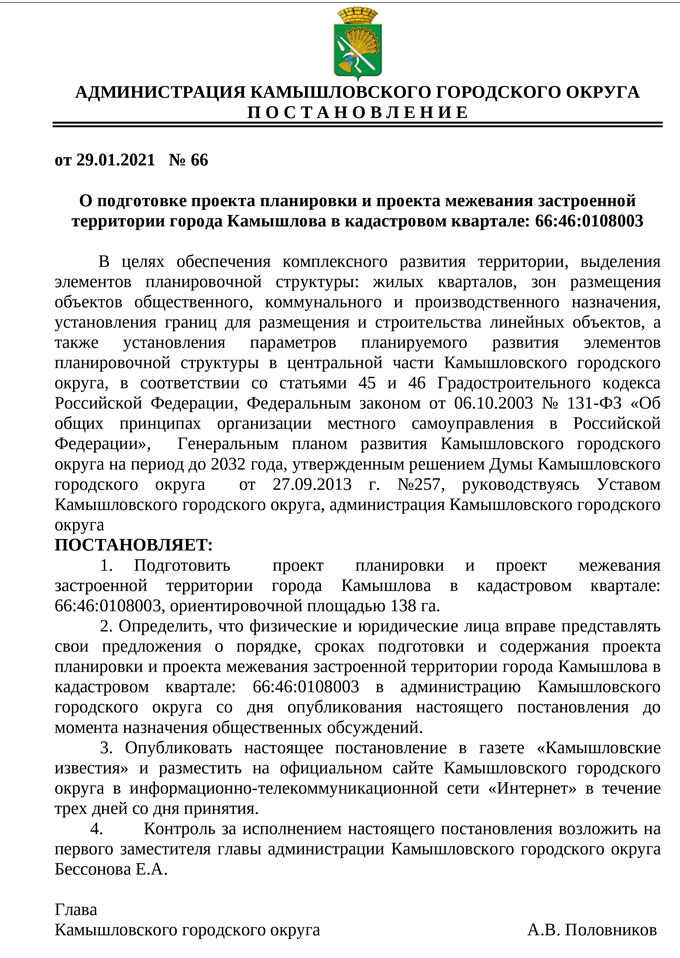 АДМИНИСТРАЦИЯ КАМЫШЛОВСКОГО ГОРОДСКОГО ОКРУГА
П О С Т А Н О В Л Е Н И Е
от 29.01.2021 № 66
О подготовке проекта планировки и проекта межевания застроенной
территории города Камышлова в кадастровом квартале: 66:46:0108003
В целях обеспечения комплексного развития территории, выделения
элементов планировочной структуры: жилых кварталов, зон размещения
объектов общественного, коммунального и производственного назначения,
установления границ для размещения и строительства линейных объектов, а
также установления параметров планируемого развития элементов
планировочной структуры в центральной части Камышловского городского
округа, в соответствии со статьями 45 и 46 Градостроительного кодекса
Российской Федерации, Федеральным законом от 06.10.2003 № 131-ФЗ «Об
общих принципах организации местного самоуправления в Российской
Федерации», Генеральным планом развития Камышловского городского
округа на период до 2032 года, утвержденным решением Думы Камышловского
городского округа от 27.09.2013 г. №257, руководствуясь Уставом
Камышловского городского округа, администрация Камышловского городского
округа
ПОСТАНОВЛЯЕТ:
1. Подготовить проект планировки и проект межевания
застроенной территории города Камышлова в кадастровом квартале:
66:46:0108003, ориентировочной площадью 138 га.
2. Определить, что физические и юридические лица вправе представлять
свои предложения о порядке, сроках подготовки и содержания проекта
планировки и проекта межевания застроенной территории города Камышлова в
кадастровом квартале: 66:46:0108003 в администрацию Камышловского
городского округа со дня опубликования настоящего постановления до
момента назначения общественных обсуждений.
3. Опубликовать настоящее постановление в газете «Камышловские
известия» и разместить на официальном сайте Камышловского городского
округа в информационно-телекоммуникационной сети «Интернет» в течение
трех дней со дня принятия.
4. Контроль за исполнением настоящего постановления возложить на
первого заместителя главы администрации Камышловского городского округа
Бессонова Е.А.
Глава
Камышловского городского округа А.В. Половников